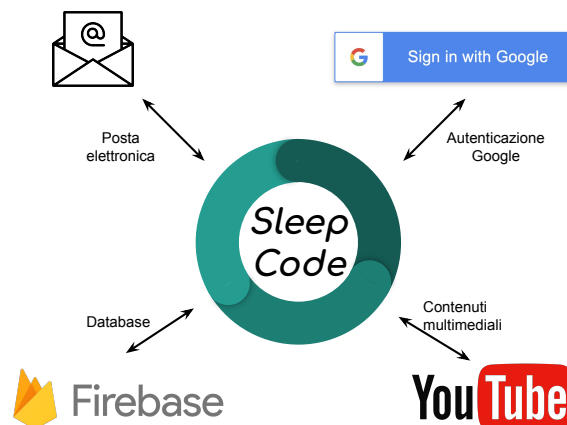 @
G Sign in with Google
Posta
elettronica
Autenticazione
Google
Sleep
Code
Database
Contenuti
multimediali
Firebase
YouTube